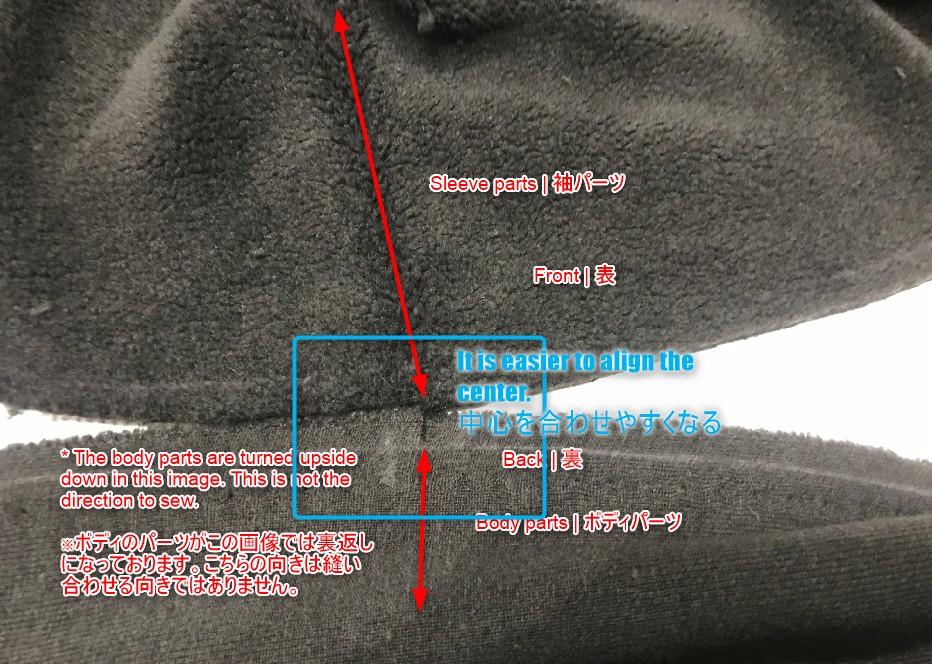 Sleeve parts | 袖パーツ
Front | 表
It is easier to align the
center.
中心を合わせやすくなる
* The body parts are turned upside
down in this image. This is not the
direction to sew.
Back | 裏
Body parts | ボディパーツ
※ボディのパーツがこの画像では裏返し
になっております。こちらの向きは縫い
合わせる向きではありません。